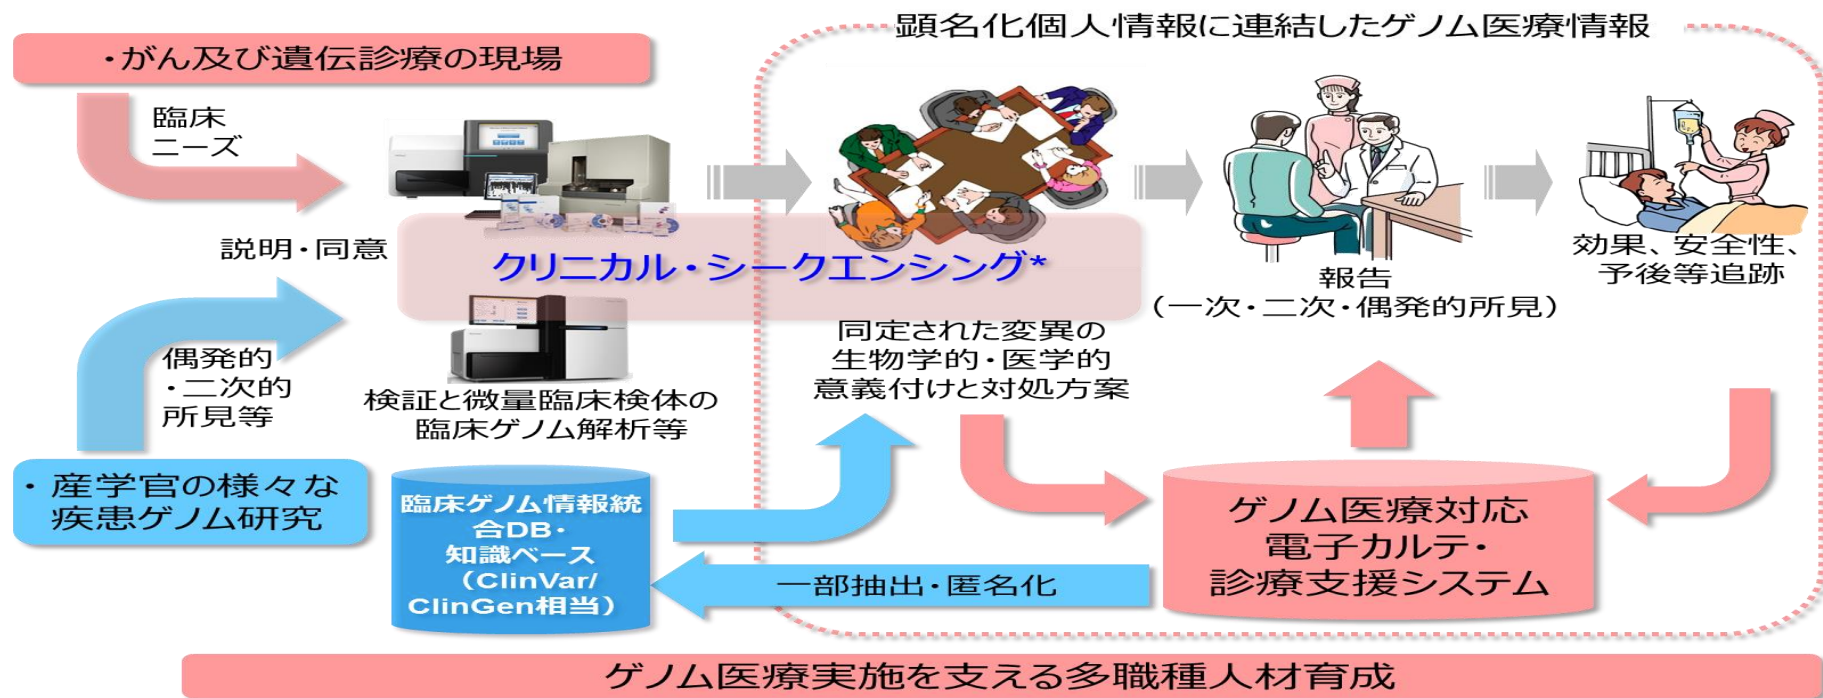 顕名化個人情報に連結したゲノム医療情報
・がん及び遺伝診療の現場
臨床
ニーズ
説明・同意
クリニカル・シークエンシング*
偶発的
・二次的
所見等
検証と微量臨床検体の
臨床ゲノム解析等
同定された変異の
生物学的・医学的
意義付けと対処方案
報告
（一次・二次・偶発的所見）
効果、安全性、
予後等追跡
・産学官の様々な
疾患ゲノム研究
臨床ゲノム情報統
合DB・
知識ベース
（ClinVar/
ClinGen相当）
一部抽出・匿名化
ゲノム医療対応
電子カルテ・
診療支援システム
ゲノム医療実施を支える多職種人材育成